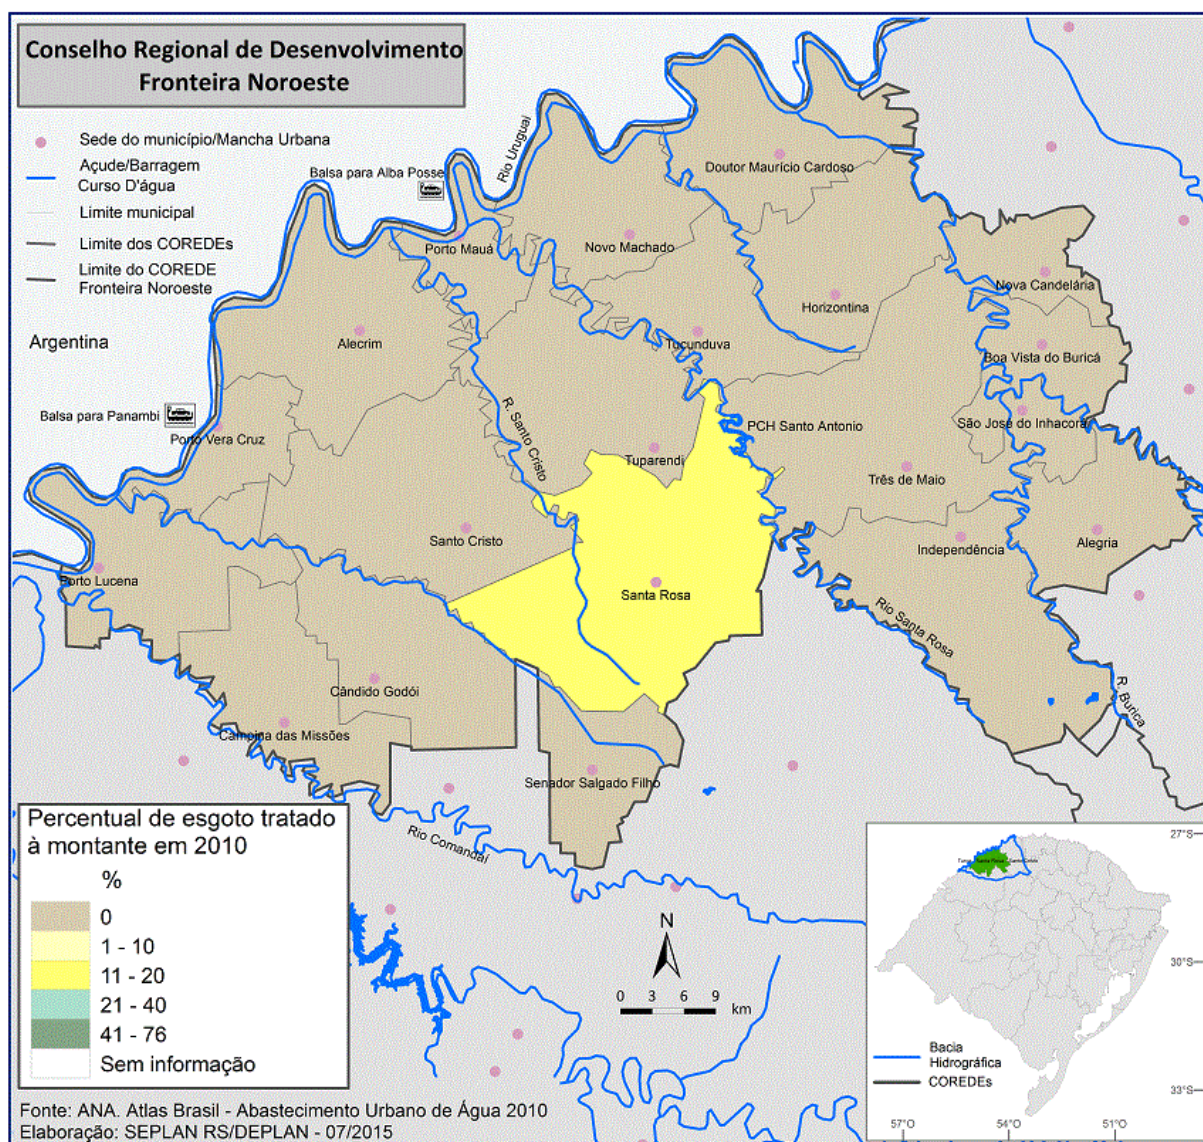 Conselho Regional de Desenvolvimento
Fronteira Noroeste
Sede do município/Mancha Urbana
Açude/Barragem
Curso D'água
Limite municipal
Limite dos COREDEs
Limite do COREDE
Fronteira Noroeste
Argentina
Balsa para Alba Posse
Rio Uruguai
Balsa para Panambi
Doutor Maurício Cardoso
Porto Mauá
Novo Machado
Nova Candelária
Horizontina
Alecrim
Tucunduva
Boa Vista do Buricá
R. Santo Cristo
Porto Vera Cruz
PCH Santo Antonio
São José do Inhacorá
Tuparendi
Três de Maio
Santo Cristo
Independência
Alegria
Porto Lucena
Santa Rosa
Rio Santa Rosa
Cândido Godói
R. Burica
Campina das Missões
Senador Salgado Filho
Rio Comandaí
Percentual de esgoto tratado
à montante em 2010
%
0
1 - 10
11 - 20
21 - 40
41 - 76
Sem informação
N
0 3 6 9
km
27°S
30°S
33°S
57°O
54°O
51°O
Santa Rosa
Bacia
Hidrográfica
COREDEs
Fonte: ANA. Atlas Brasil - Abastecimento Urbano de Água 2010
Elaboração: SEPLAN RS/DEPLAN - 07/2015